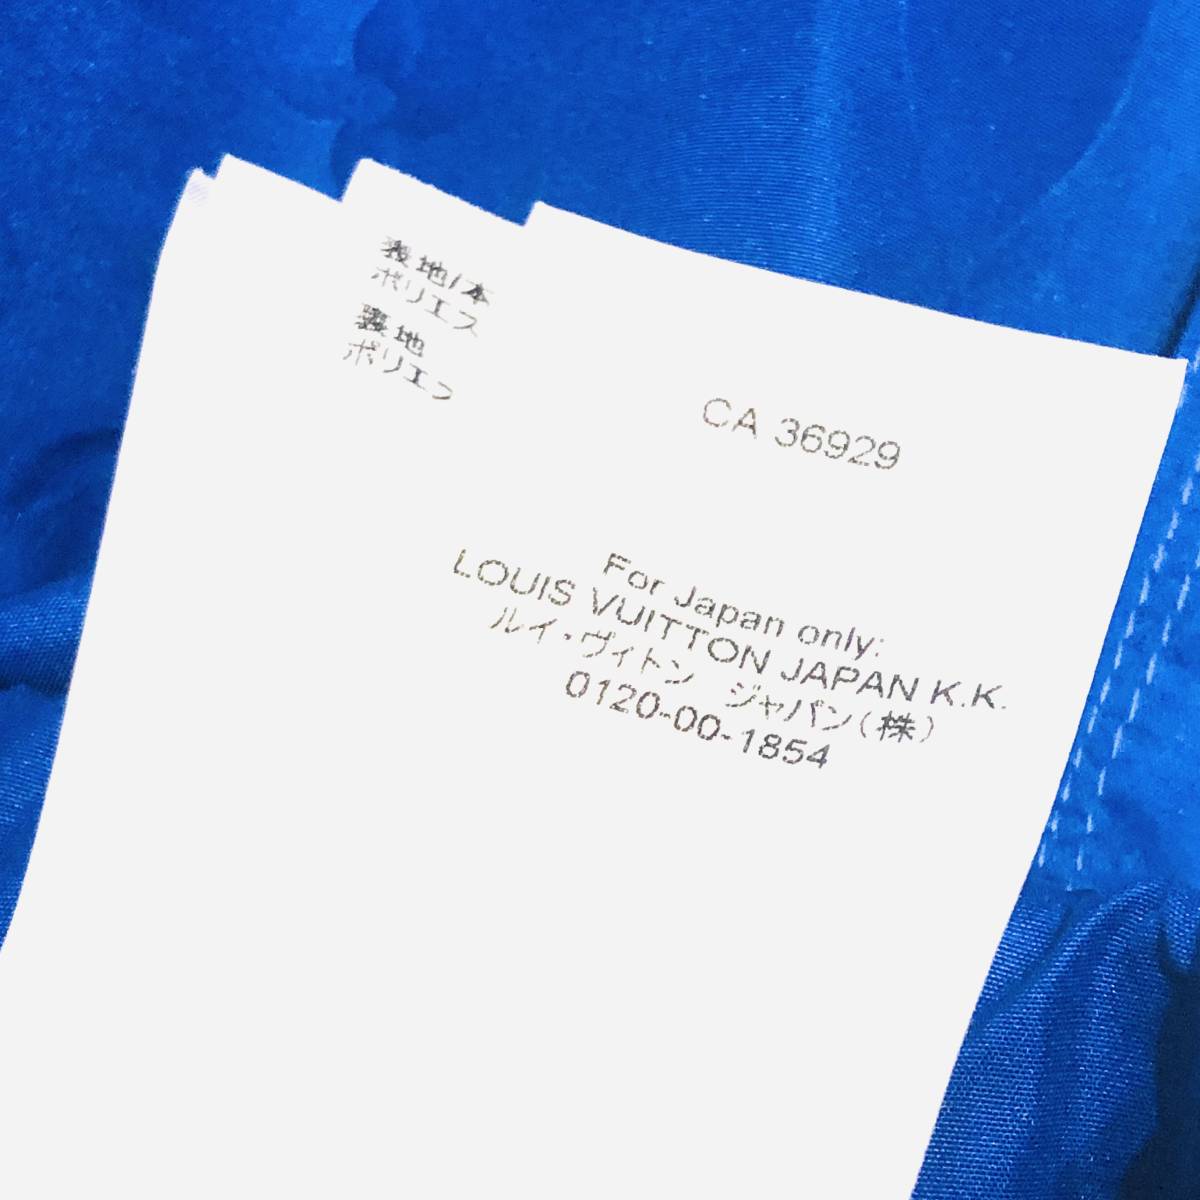 表地/本
ポリエス
裏地
ポリエ
CA 36929
For Japan only:
LOUIS VUITTON JAPAN K.K.
ルイ・ヴィトン ジャパン(株)
0120-00-1854